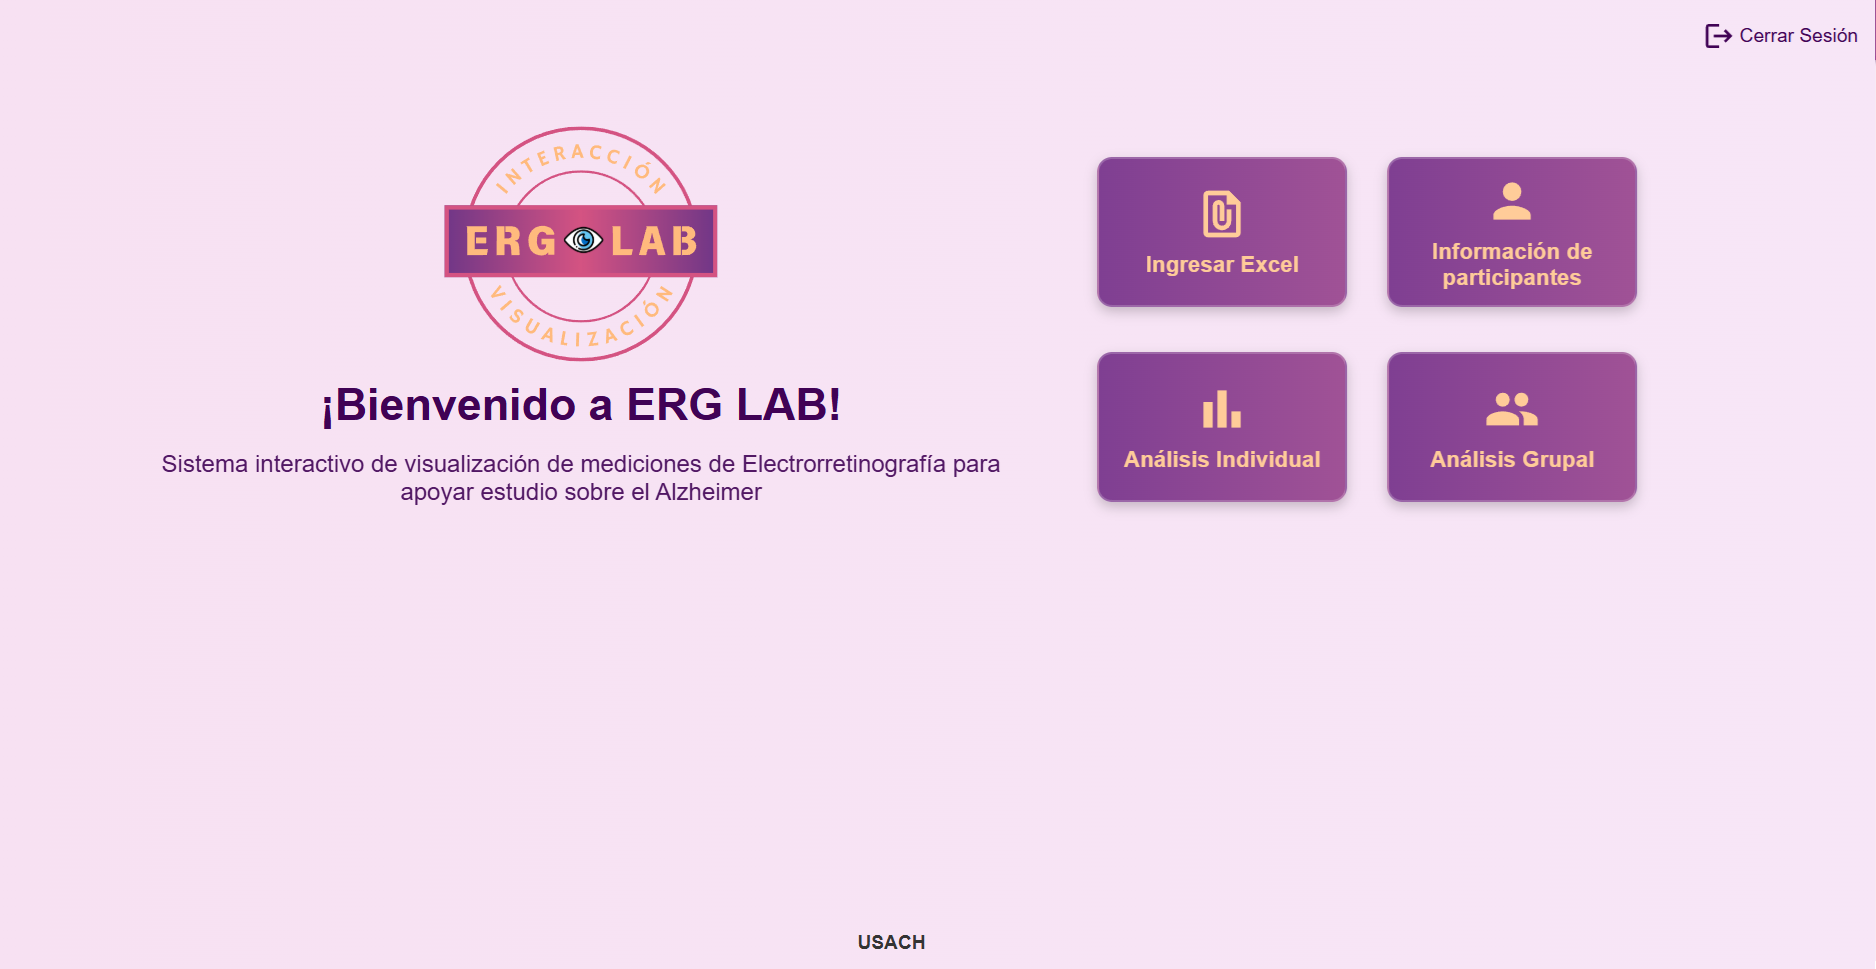 Cerrar Sesión
INTERACCIÓN
ERG LAB
VISUALIZACIÓN
¡Bienvenido a ERG LAB!
Sistema interactivo de visualización de mediciones de Electrorretinografía para
apoyar estudio sobre el Alzheimer
Ingresar Excel
Información de
participantes
Análisis Individual
Análisis Grupal
USACH